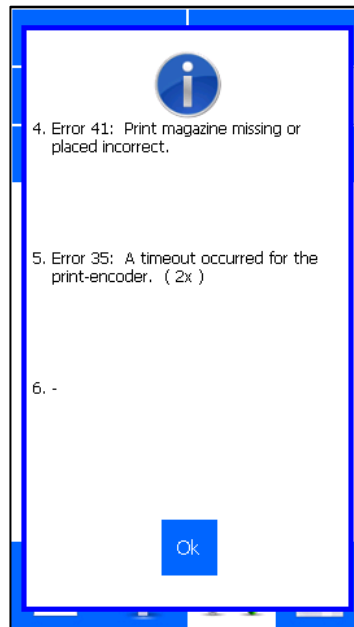 4. Error 41: Print magazine missing or
placed incorrect.
5. Error 35: A timeout occurred for the
print-encoder. ( 2x )
6. -
Ok